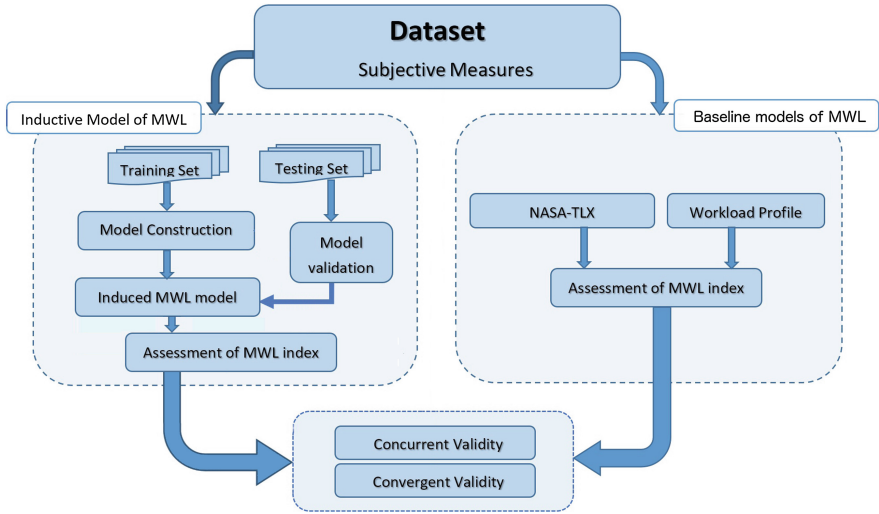 Dataset
Subjective Measures
Inductive Model of MWL
Baseline models of MWL
Training Set
Testing Set
Model Construction
Model
validation
Induced MWL model
Assessment of MWL index
NASA-TLX
Workload Profile
Assessment of MWL index
Concurrent Validity
Convergent Validity